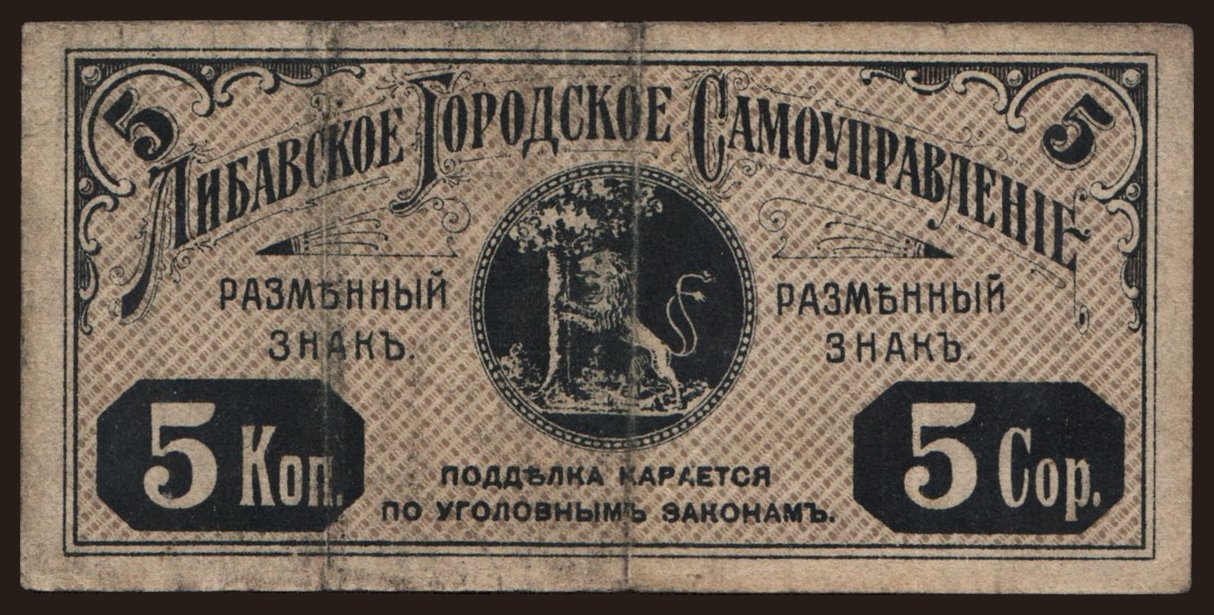 5 5
Либавское Городское Самоуправленіе
Размѣнный
знакъ.
Размѣнный
знакъ.
5 Коп.
Поддѣлка карается
по уголовнымъ законамъ.
5 Cop.